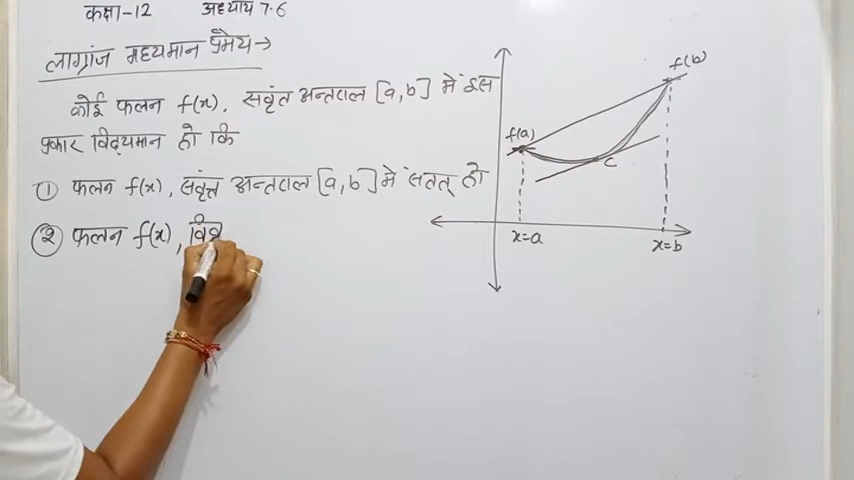 कक्षा-12 अध्याय 7.6
लाग्रांज मध्यमान प्रमेय→
कोई फलन f(x), संवृत अन्तराल [a,b] में इस
प्रकार विद्यमान हो कि
① फलन f(x), संवृत्त अन्तराल [a,b] में सतत् हो
② फलन f(x),
f(b)
f(a)
c
x=a
x=b